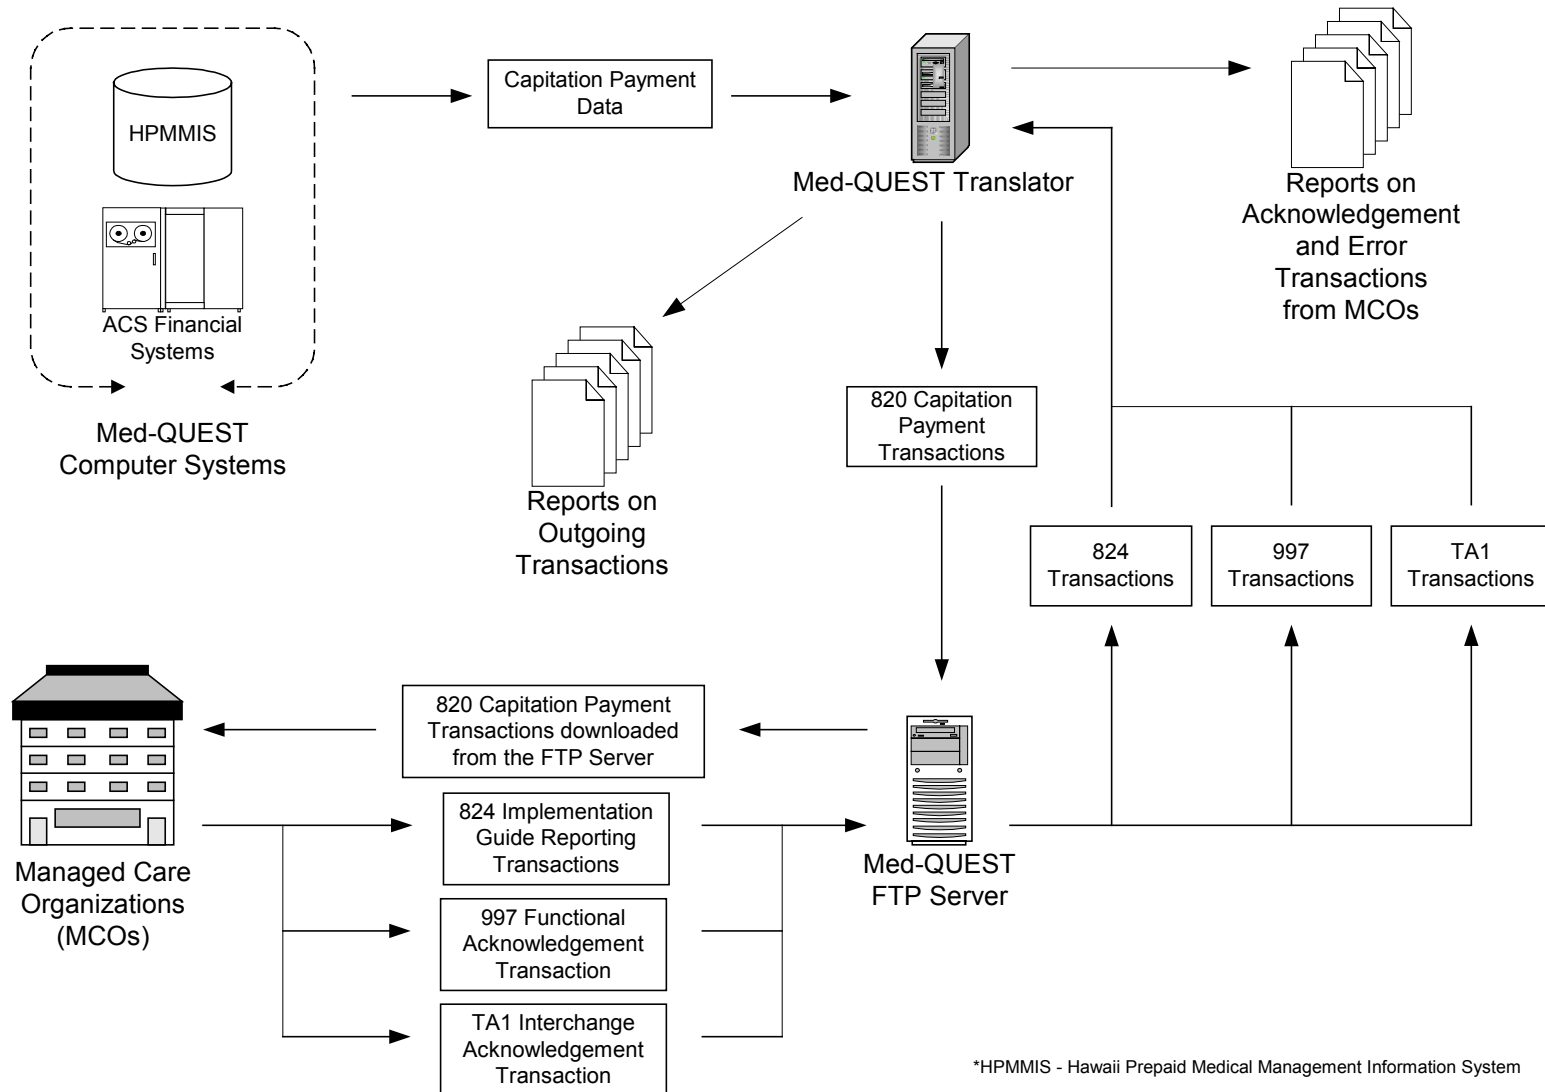 HPMMIS
ACS Financial
Systems
Med-QUEST
Computer Systems
Capitation Payment
Data
Med-QUEST Translator
Reports on
Acknowledgement
and Error
Transactions
from MCOs
Reports on
Outgoing
Transactions
820 Capitation
Payment
Transactions
824
Transactions
997
Transactions
TA1
Transactions
Managed Care
Organizations
(MCOs)
820 Capitation Payment
Transactions downloaded
from the FTP Server
824 Implementation
Guide Reporting
Transactions
997 Functional
Acknowledgement
Transaction
TA1 Interchange
Acknowledgement
Transaction
Med-QUEST
FTP Server
*HPMMIS - Hawaii Prepaid Medical Management Information System